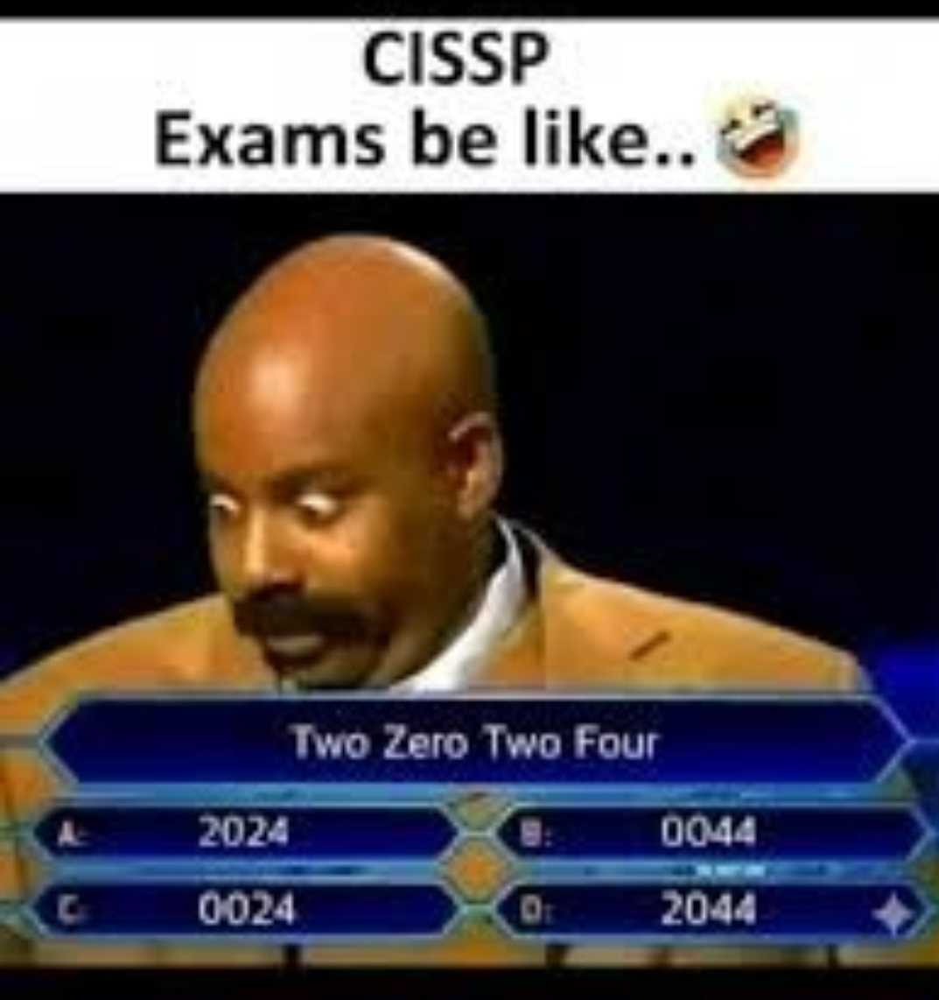 CISSP
Exams be like.. 🤣
Two Zero Two Four
A: 2024
B: 0044
C: 0024
D: 2044